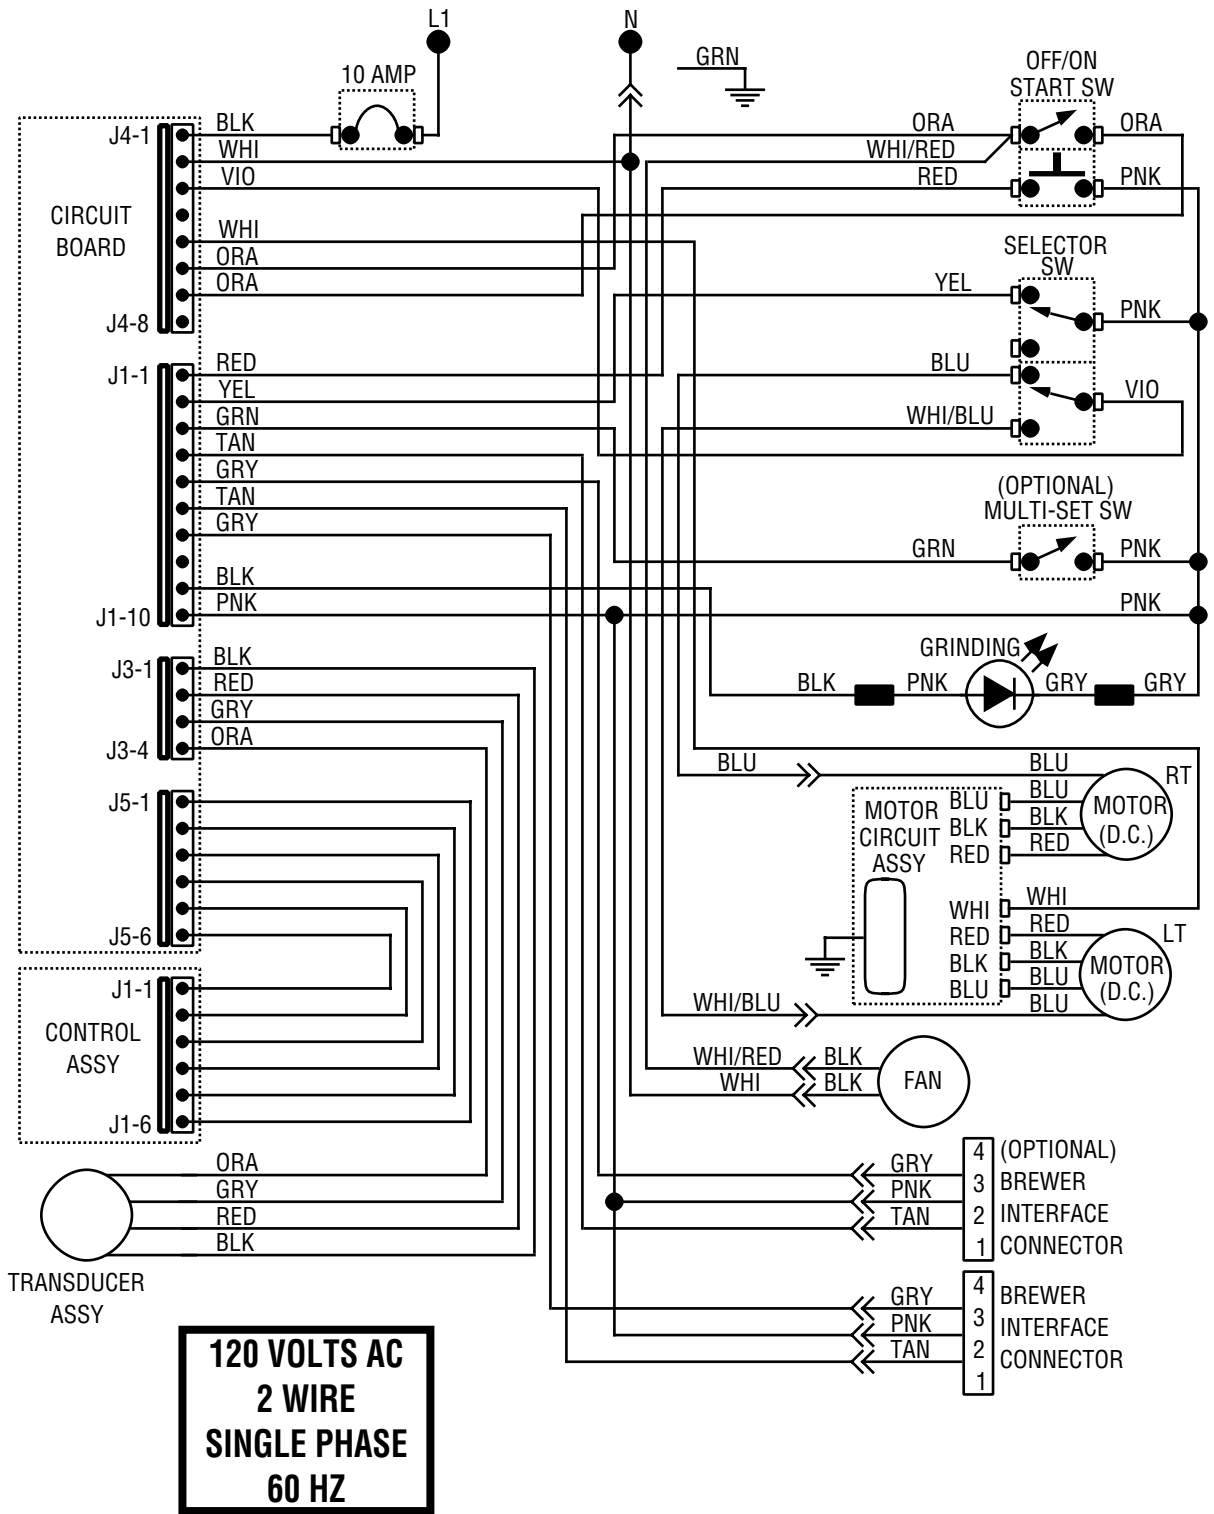 L1
N
GRN
10 AMP
OFF/ON
START SW
J4-1
BLK
WHI
VIO
CIRCUIT
BOARD
WHI
ORA
ORA
J4-8
ORA
WHI/RED
RED
ORA
PNK
SELECTOR
SW
YEL
PNK
BLU
VIO
WHI/BLU
J1-1
RED
YEL
GRN
TAN
GRY
TAN
GRY
BLK
PNK
J1-10
(OPTIONAL)
MULTI-SET SW
GRN
PNK
PNK
GRINDING
BLK
PNK
GRY
GRY
J3-1
BLK
RED
GRY
ORA
J3-4
BLU
BLU
RT
BLU
BLK
RED
MOTOR
(D.C.)
MOTOR
CIRCUIT
ASSY
BLU
BLK
RED
WHI
RED
BLK
BLU
WHI
RED
BLK
BLU
BLU
LT
MOTOR
(D.C.)
J5-1
J5-6
J1-1
CONTROL
ASSY
J1-6
WHI/BLU
WHI/RED
BLK
WHI
BLK
FAN
ORA
GRY
RED
BLK
TRANSDUCER
ASSY
GRY
PNK
TAN
4 (OPTIONAL)
3 BREWER
2 INTERFACE
1 CONNECTOR
GRY
PNK
TAN
4 BREWER
3 INTERFACE
2 CONNECTOR
1
120 VOLTS AC
2 WIRE
SINGLE PHASE
60 HZ